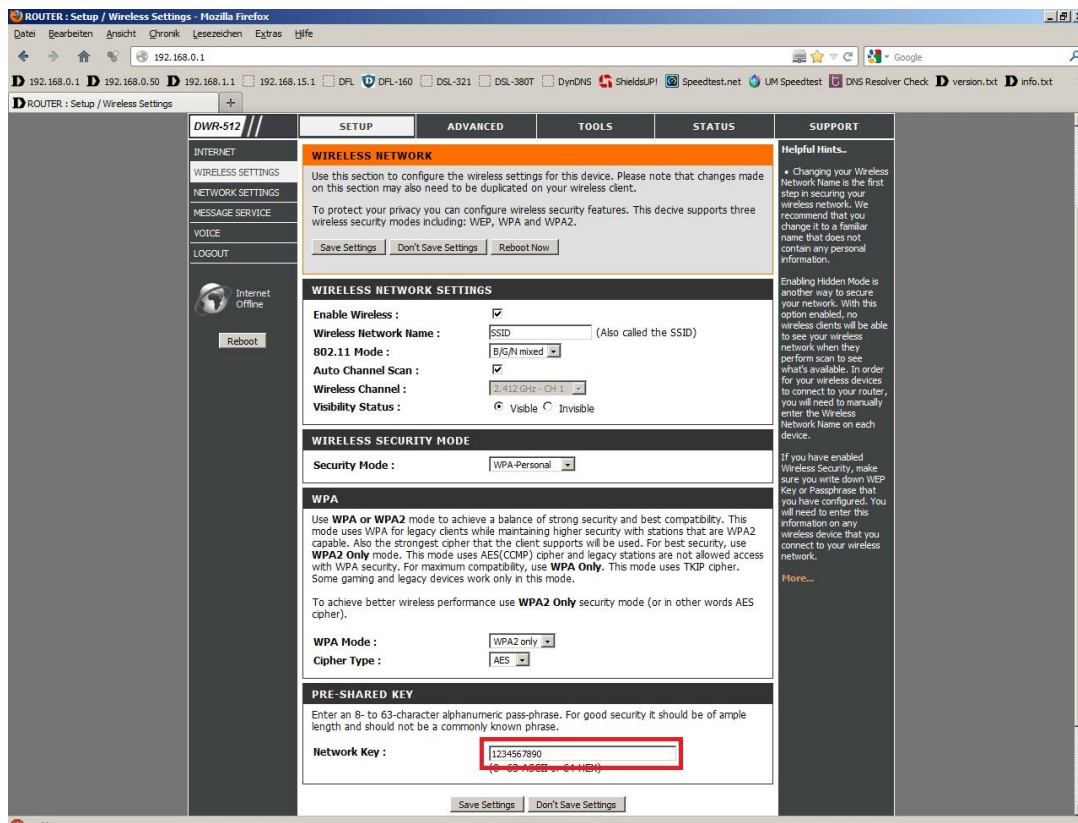 ROUTER : Setup / Wireless Settings - Mozilla Firefox
Datei Bearbeiten Ansicht Chronik Lesezeichen Extras Hilfe
192.168.0.1
Google
192.168.0.1 192.168.0.50 192.168.1.1 192.168.15.1 DFL DFL-160 DSL-321 DSL-380T DynDNS ShieldsUP! Speedtest.net UM Speedtest DNS Resolver Check version.txt info.txt
ROUTER : Setup / Wireless Settings
DWR-512 // SETUP ADVANCED TOOLS STATUS SUPPORT
INTERNET
WIRELESS SETTINGS
NETWORK SETTINGS
MESSAGE SERVICE
VOICE
LOGOUT
Internet
Offline
Reboot
WIRELESS NETWORK
Use this section to configure the wireless settings for this device. Please note that changes made
on this section may also need to be duplicated on your wireless client.
To protect your privacy you can configure wireless security features. This decive supports three
wireless security modes including: WEP, WPA and WPA2.
Save Settings Don't Save Settings Reboot Now
WIRELESS NETWORK SETTINGS
Enable Wireless :
Wireless Network Name : SSID (Also called the SSID)
802.11 Mode : B/G/N mixed
Auto Channel Scan :
Wireless Channel : 2.412 GHz - CH 1
Visibility Status : Visible Invisible
WIRELESS SECURITY MODE
Security Mode : WPA-Personal
WPA
Use WPA or WPA2 mode to achieve a balance of strong security and best compatibility. This
mode uses WPA for legacy clients while maintaining higher security with stations that are WPA2
capable. Also the strongest cipher that the client supports will be used. For best security, use
WPA2 Only mode. This mode uses AES(CCMP) cipher and legacy stations are not allowed access
with WPA security. For maximum compatibility, use WPA Only. This mode uses TKIP cipher.
Some gaming and legacy devices work only in this mode.
To achieve better wireless performance use WPA2 Only security mode (or in other words AES
cipher).
WPA Mode : WPA2 only
Cipher Type : AES
PRE-SHARED KEY
Enter an 8- to 63-character alphanumeric pass-phrase. For good security it should be of ample
length and should not be a commonly known phrase.
Network Key : 1234567890
(8- 63 ASCII or 64 HEX)
Save Settings Don't Save Settings
Helpful Hints..
• Changing your Wireless
Network Name is the first
step in securing your
wireless network. We
recommend that you
change it to a familiar
name that does not
contain any personal
information.
Enabling Hidden Mode is
another way to secure
your network. With this
option enabled, no
wireless clients will be able
to see your wireless
network when they
perform scan to see
what's available. In order
for your wireless devices
to connect to your router,
you will need to manually
enter the Wireless
Network Name on each
device.
If you have enabled
Wireless Security, make
sure you write down WEP
Key or Passphrase that
you have configured. You
will need to enter this
information on any
wireless device that you
connect to your wireless
network.
More...